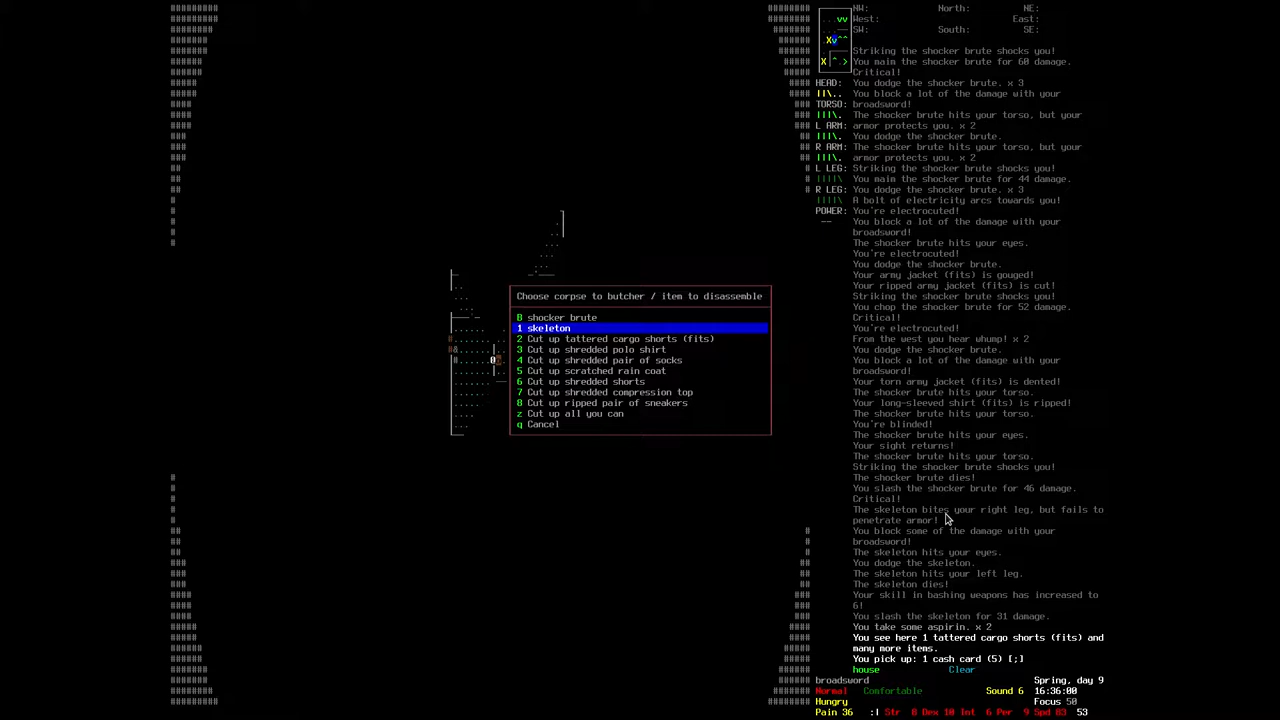 NW: North: NE:
West: East:
SW: South: SE:
Striking the shocker brute shocks you!
You maim the shocker brute for 60 damage.
Critical!
HEAD: You dodge the shocker brute. x 3
You block a lot of the damage with your
TORSO: broadsword!
The shocker brute hits your torso, but your
L ARM: armor protects you. x 2
You dodge the shocker brute.
R ARM: The shocker brute hits your torso, but your
armor protects you. x 2
L LEG: Striking the shocker brute shocks you!
You maim the shocker brute for 44 damage.
R LEG: You dodge the shocker brute. x 3
A bolt of electricity arcs towards you!
POWER: You're electrocuted!
-- You block a lot of the damage with your
broadsword!
The shocker brute hits your eyes.
You're electrocuted!
You dodge the shocker brute.
Your army jacket (fits) is gouged!
Your ripped army jacket (fits) is cut!
Striking the shocker brute shocks you!
You chop the shocker brute for 52 damage.
Critical!
You're electrocuted!
From the west you hear whump! x 2
You dodge the shocker brute.
You block a lot of the damage with your
broadsword!
Your torn army jacket (fits) is dented!
The shocker brute hits your torso.
Your long-sleeved shirt (fits) is ripped!
The shocker brute hits your torso.
You're blinded!
The shocker brute hits your eyes.
Your sight returns!
The shocker brute hits your torso.
Striking the shocker brute shocks you!
The shocker brute dies!
You slash the shocker brute for 46 damage.
Critical!
The skeleton bites your right leg, but fails to
penetrate armor!
You block some of the damage with your
broadsword!
The skeleton hits your eyes.
You dodge the skeleton.
The skeleton hits your left leg.
The skeleton dies!
Your skill in bashing weapons has increased to
6!
You slash the skeleton for 31 damage.
You take some aspirin. x 2
You see here 1 tattered cargo shorts (fits) and
many more items.
You pick up: 1 cash card (5) [;]
house Clear
broadsword Spring, day 9
Normal Comfortable Sound 6 16:36:00
Hungry Focus 50
Pain 36 :| Str 8 Dex 10 Int 6 Per 9 Spd 83 53
Choose corpse to butcher / item to disassemble
B shocker brute
1 skeleton
2 Cut up tattered cargo shorts (fits)
3 Cut up shredded polo shirt
4 Cut up shredded pair of socks
5 Cut up scratched rain coat
6 Cut up shredded shorts
7 Cut up shredded compression top
8 Cut up ripped pair of sneakers
z Cut up all you can
q Cancel